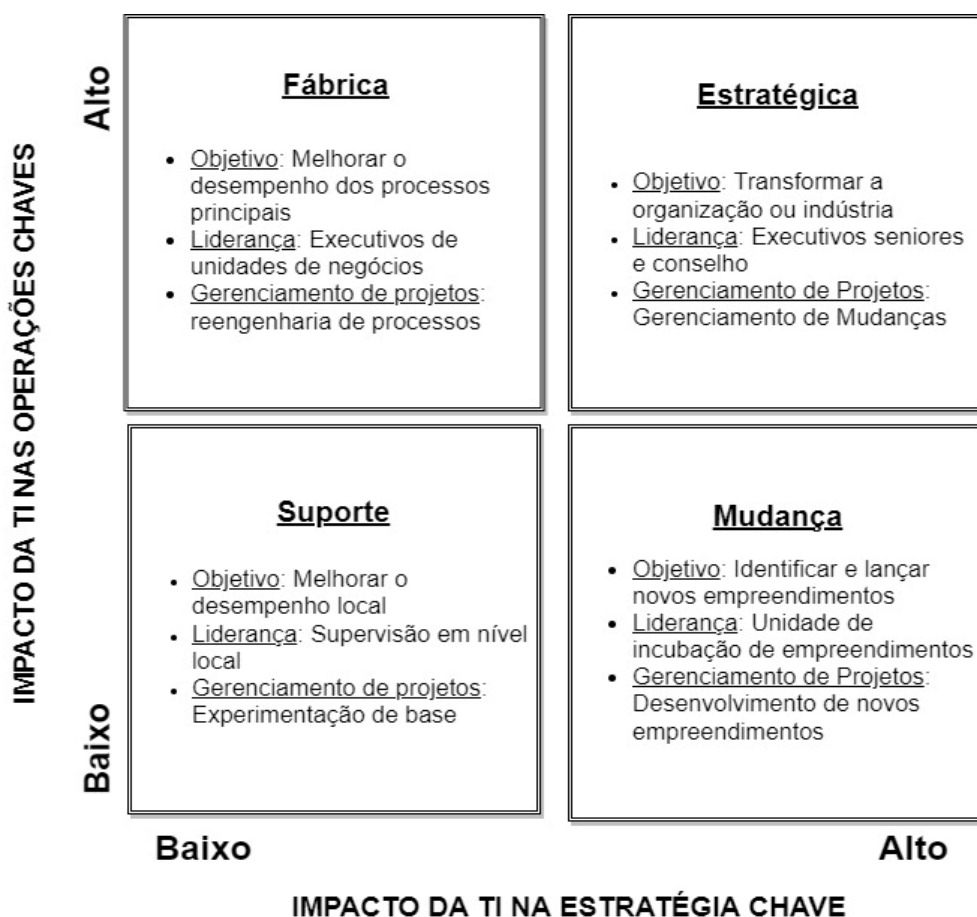 IMPACTO DA TI NAS OPERAÇÕES CHAVES
Alto
Fábrica
• Objetivo: Melhorar o
desempenho dos processos
principais
• Liderança: Executivos de
unidades de negócios
• Gerenciamento de projetos:
reengenharia de processos
Estratégica
• Objetivo: Transformar a
organização ou indústria
• Liderança: Executivos seniores
e conselho
• Gerenciamento de Projetos:
Gerenciamento de Mudanças
Baixo
Suporte
• Objetivo: Melhorar o
desempenho local
• Liderança: Supervisão em nível
local
• Gerenciamento de projetos:
Experimentação de base
Mudança
• Objetivo: Identificar e lançar
novos empreendimentos
• Liderança: Unidade de
incubação de empreendimentos
• Gerenciamento de Projetos:
Desenvolvimento de novos
empreendimentos
Baixo
Alto
IMPACTO DA TI NA ESTRATÉGIA CHAVE